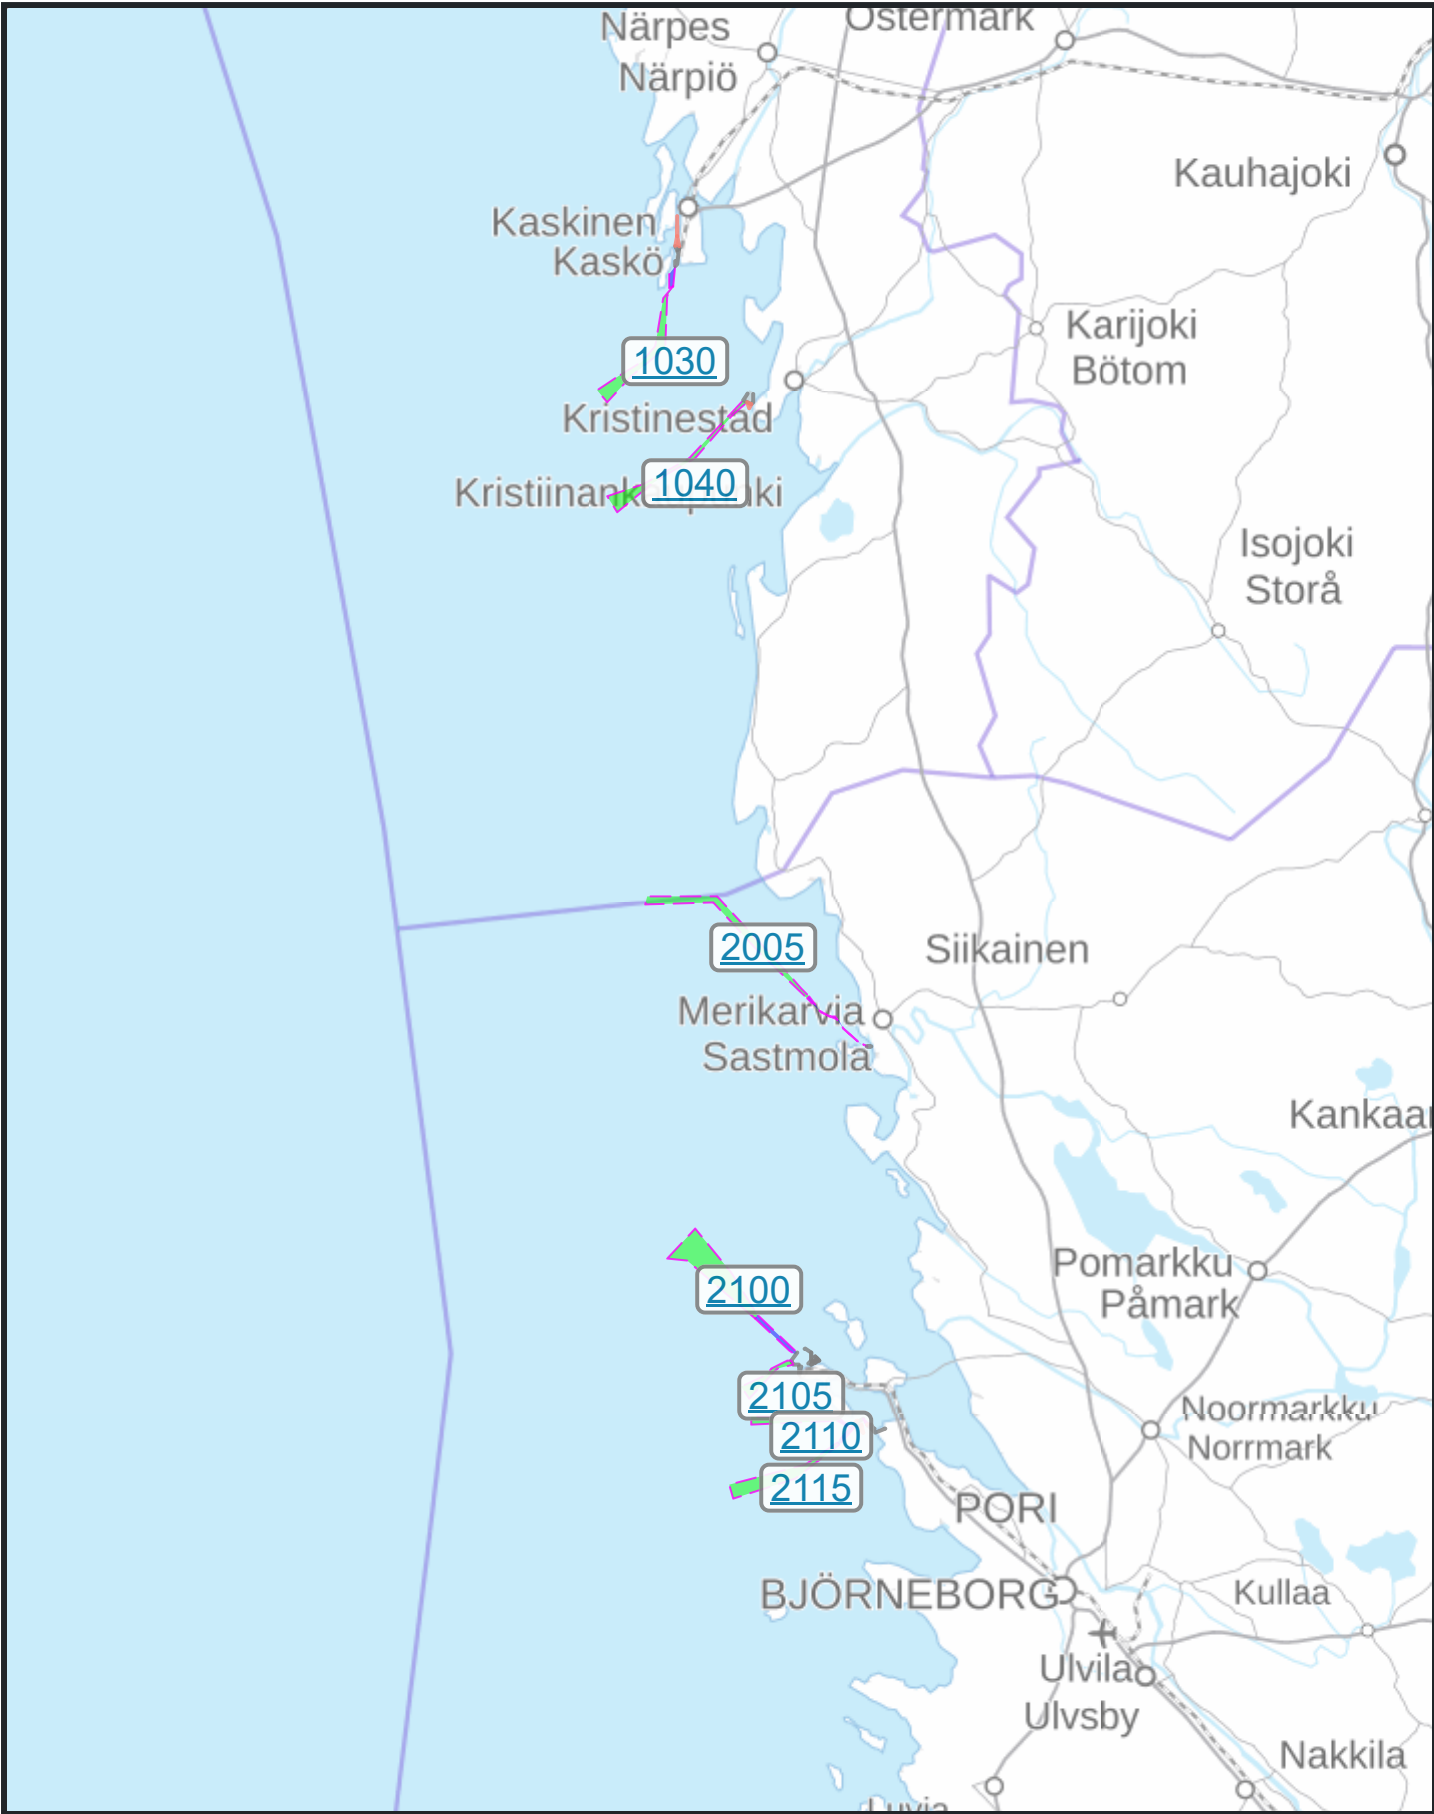 Närpes
Närpiö
Östermark
Kauhajoki
Kaskinen
Kaskö
Karijoki
Bötom
1030
Kristinestad
1040
Isojoki
Storå
2005
Siikainen
Merikarvia
Sastmola
2100
Pomarkku
Påmark
2105
2110
2115
Noormarkku
Norrmark
PORI
BJÖRNEBORG
Kullaa
Ulvila
Ulvsby
Nakkila